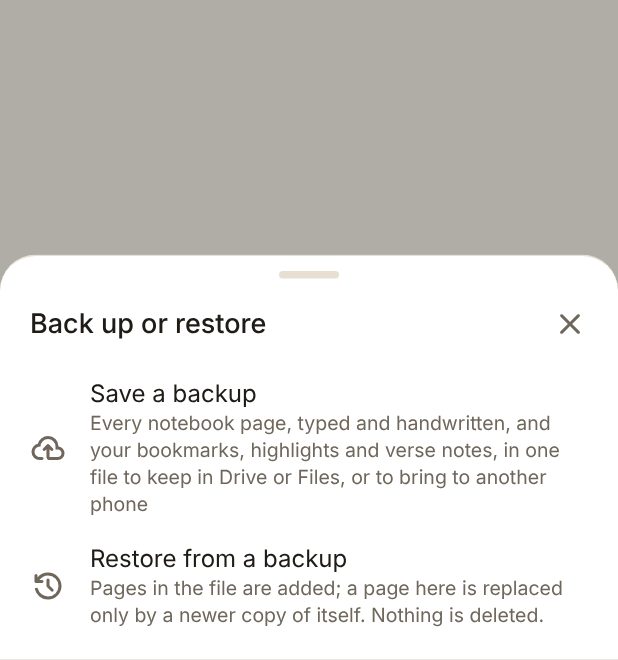 Back up or restore
Save a backup
Every notebook page, typed and handwritten, and
your bookmarks, highlights and verse notes, in one
file to keep in Drive or Files, or to bring to another
phone
Restore from a backup
Pages in the file are added; a page here is replaced
only by a newer copy of itself. Nothing is deleted.